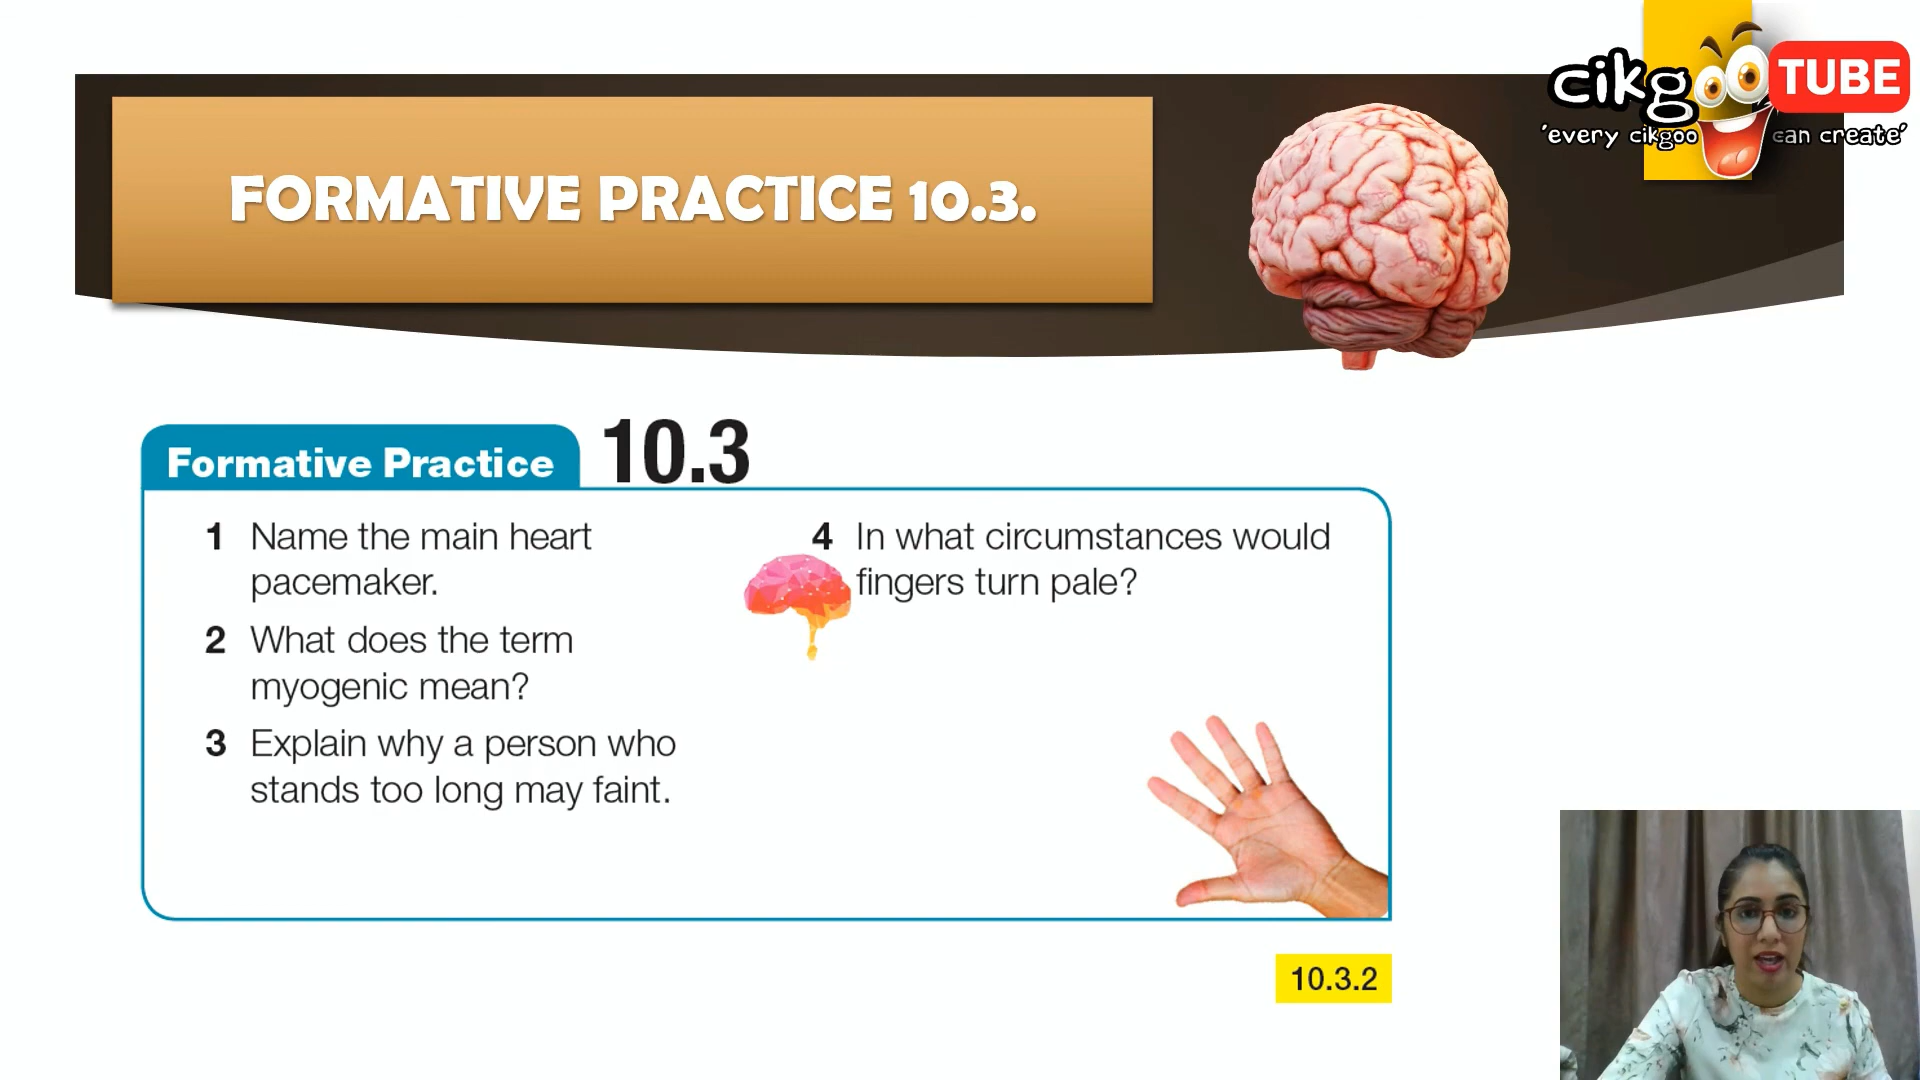 cikgoo TUBE
'every cikgoo can create'
FORMATIVE PRACTICE 10.3.
Formative Practice 10.3
1 Name the main heart
pacemaker.
2 What does the term
myogenic mean?
3 Explain why a person who
stands too long may faint.
4 In what circumstances would
fingers turn pale?
10.3.2